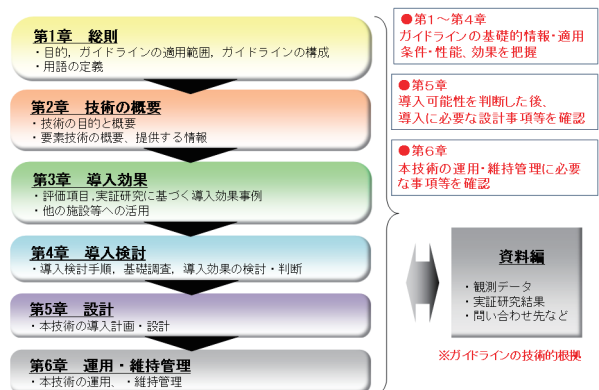 第1章 総則
・目的，ガイドラインの適用範囲，ガイドラインの構成
・用語の定義
第2章 技術の概要
・技術の目的と概要
・要素技術の概要、提供する情報
第3章 導入効果
・評価項目，実証研究に基づく導入効果事例
・他の施設等への活用
第4章 導入検討
・導入検討手順，基礎調査，導入効果の検討・判断
第5章 設計
・本技術の導入計画・設計
第6章 運用・維持管理
・本技術の運用、・維持管理
●第1～第4章
ガイドラインの基礎的情報・適用
条件・性能、効果を把握
●第5章
導入可能性を判断した後、
導入に必要な設計事項等を確認
●第6章
本技術の運用・維持管理に必要
な事項等を確認
資料編
・観測データ
・実証研究結果
・問い合わせ先など
※ガイドラインの技術的根拠